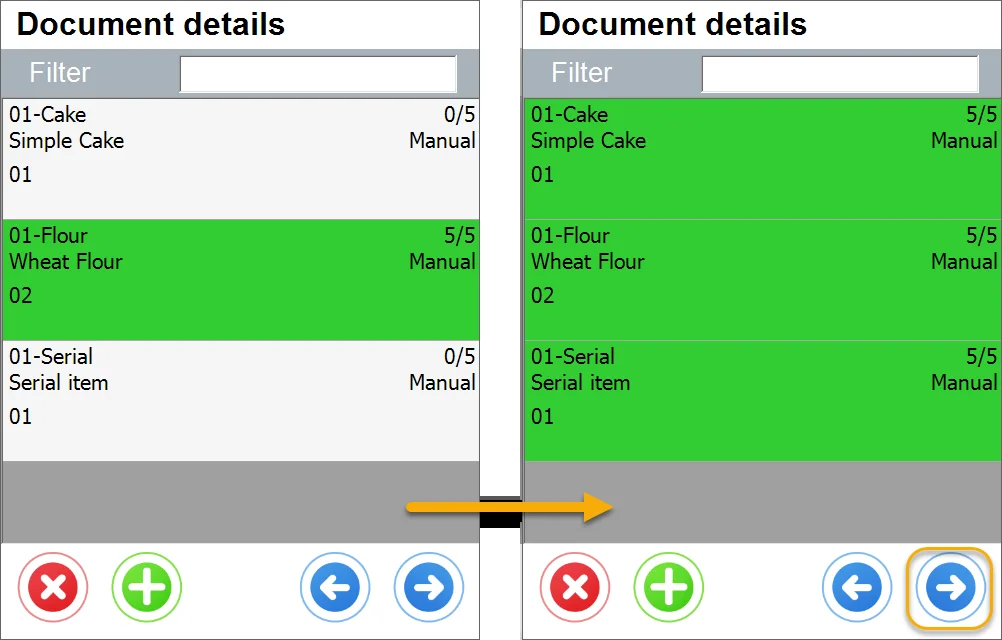 Document details
Filter
01-Cake 0/5
Simple Cake Manual
01
01-Flour 5/5
Wheat Flour Manual
02
01-Serial 0/5
Serial item Manual
01
Document details
Filter
01-Cake 5/5
Simple Cake Manual
01
01-Flour 5/5
Wheat Flour Manual
02
01-Serial 5/5
Serial item Manual
01